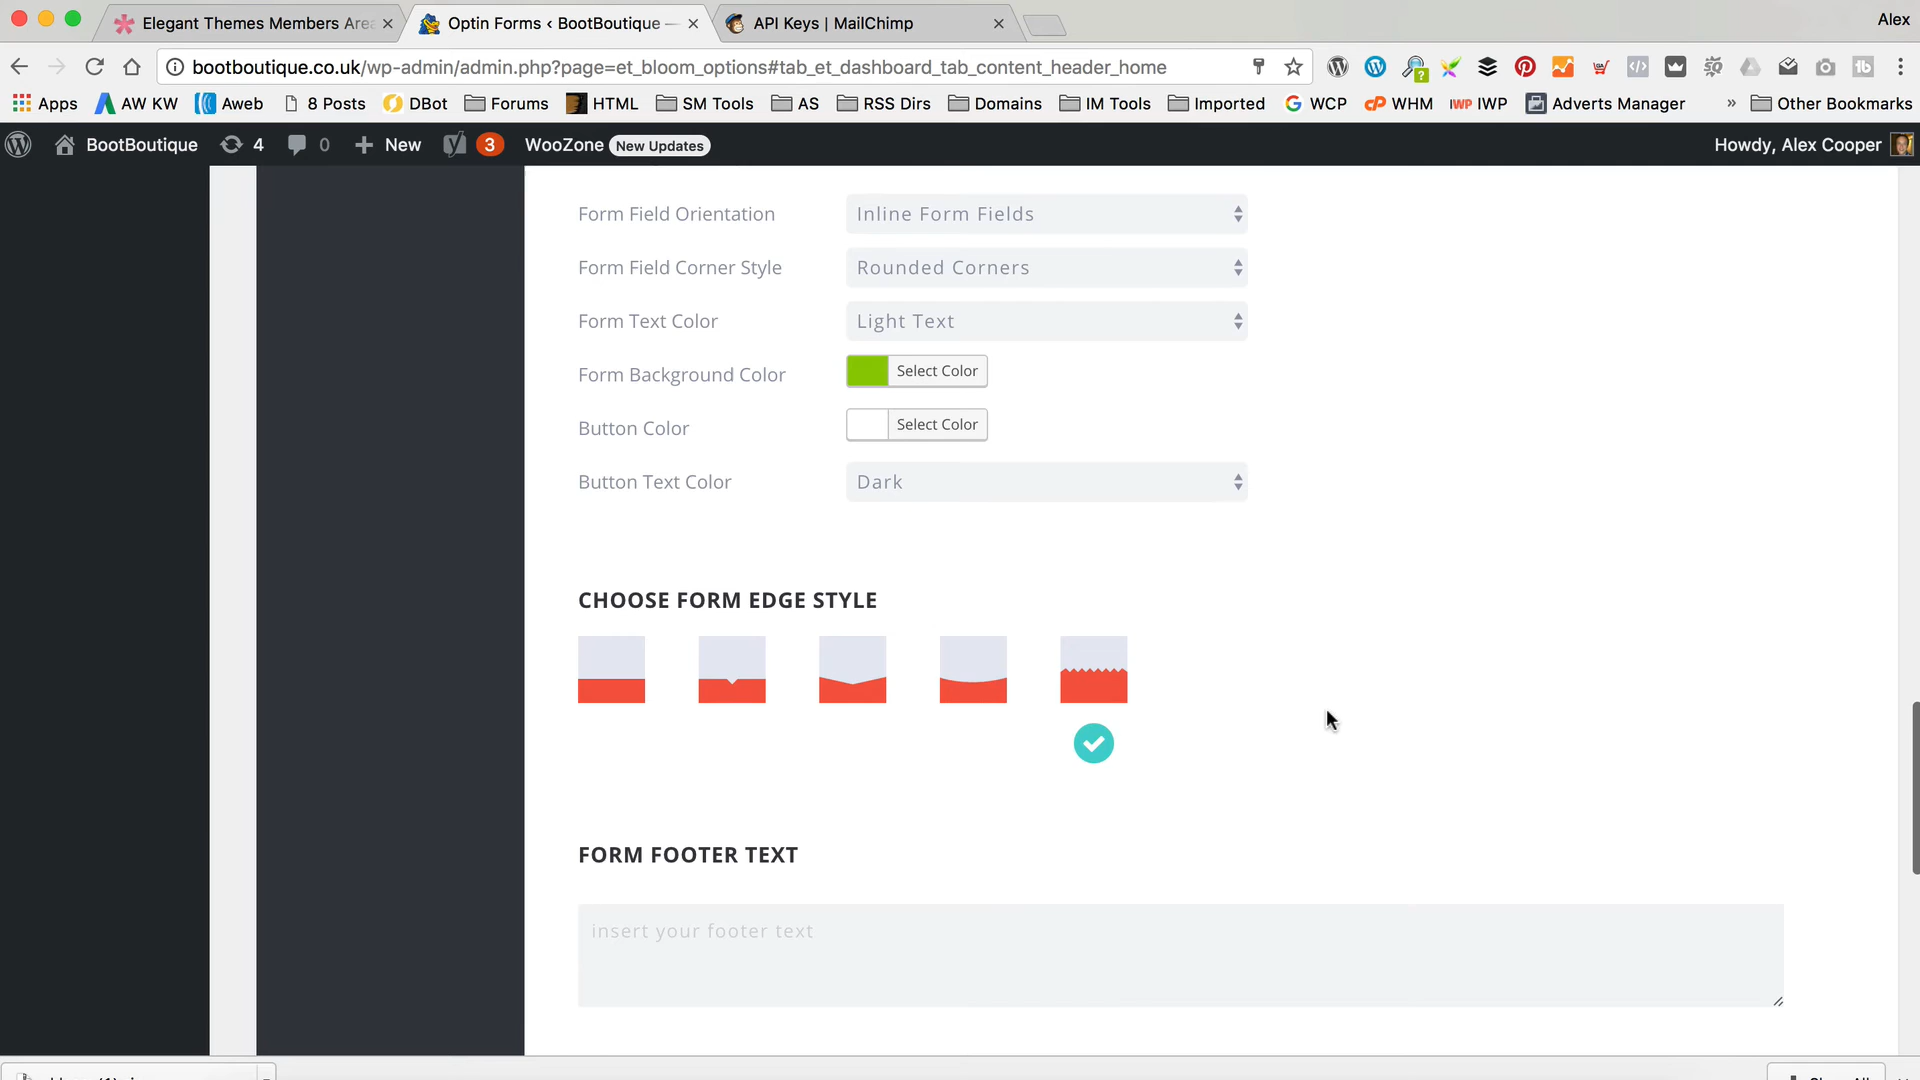 Elegant Themes Members Area
Optin Forms ‹ BootBoutique —
API Keys | MailChimp
Alex
bootboutique.co.uk/wp-admin/admin.php?page=et_bloom_options#tab_et_dashboard_tab_content_header_home
Apps AW KW Aweb 8 Posts DBot Forums HTML SM Tools AS RSS Dirs Domains IM Tools Imported WCP WHM IWP IWP Adverts Manager » Other Bookmarks
BootBoutique 4 0 New 3 WooZone New Updates Howdy, Alex Cooper
Form Field Orientation Inline Form Fields
Form Field Corner Style Rounded Corners
Form Text Color Light Text
Form Background Color Select Color
Button Color Select Color
Button Text Color Dark
CHOOSE FORM EDGE STYLE
FORM FOOTER TEXT
insert your footer text